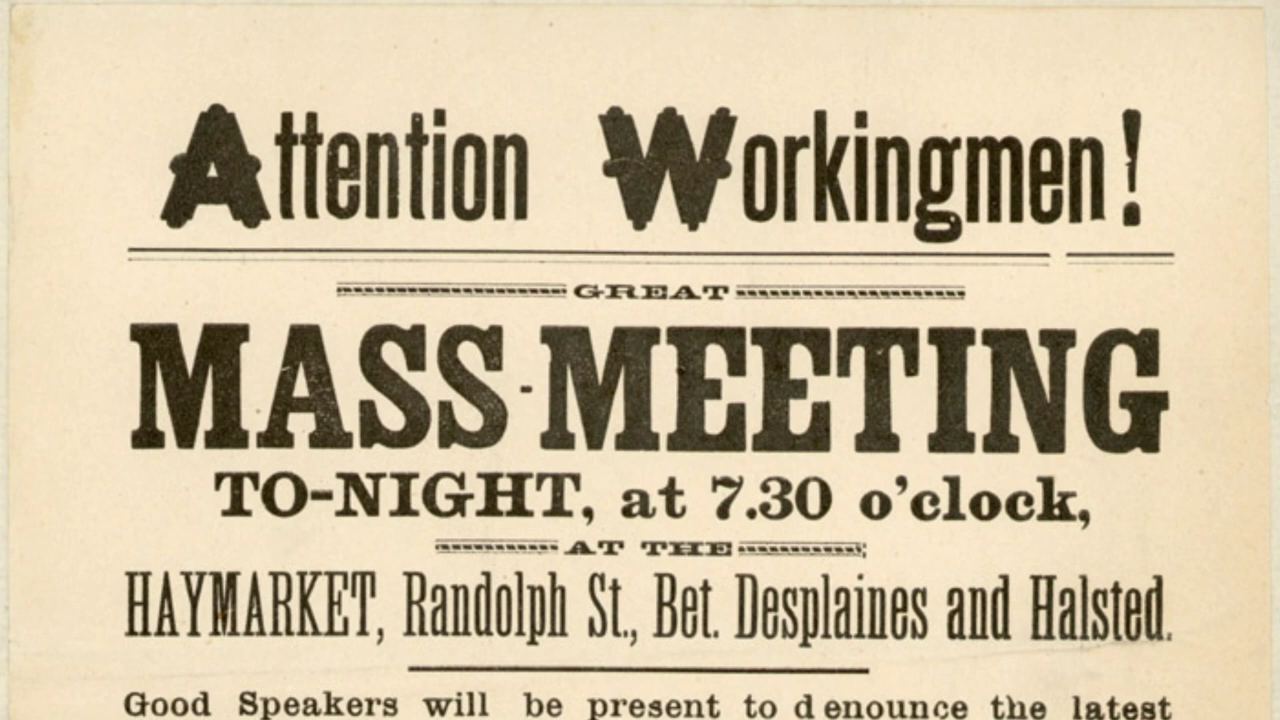 Attention Workingmen!
GREAT
MASS-MEETING
TO-NIGHT, at 7.30 o'clock,
AT THE
HAYMARKET, Randolph St., Bet. Desplaines and Halsted.
Good Speakers will be present to denounce the latest